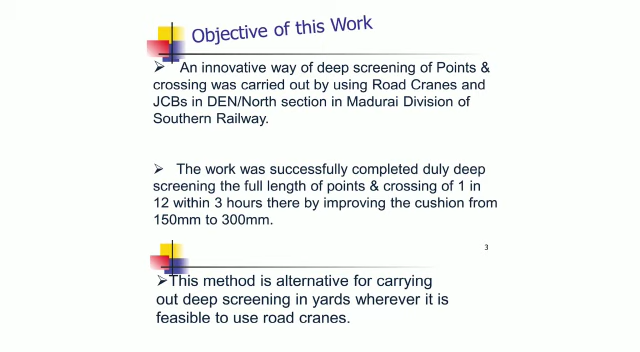 Objective of this Work
➢ An innovative way of deep screening of Points &
crossing was carried out by using Road Cranes and
JCBs in DEN/North section in Madurai Division of
Southern Railway.
➢ The work was successfully completed duly deep
screening the full length of points & crossing of 1 in
12 within 3 hours there by improving the cushion from
150mm to 300mm.
3
➢This method is alternative for carrying
out deep screening in yards wherever it is
feasible to use road cranes.